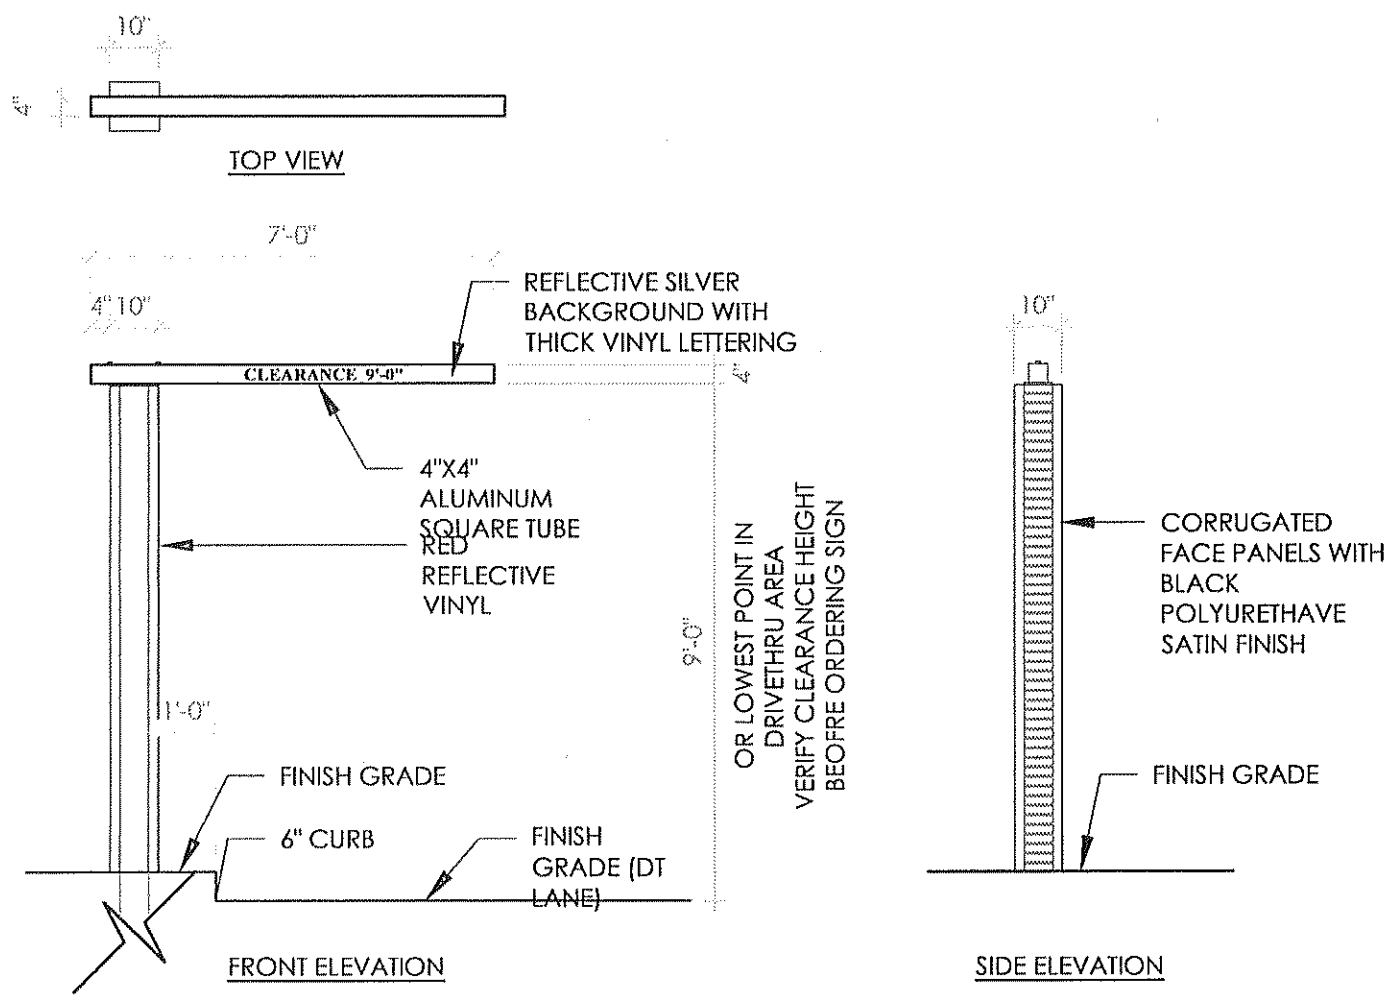 10"
4"
TOP VIEW
7'-0"
4" 10"
REFLECTIVE SILVER
BACKGROUND WITH
THICK VINYL LETTERING
CLEARANCE 9'-0"
4"
4"X4"
ALUMINUM
SQUARE TUBE
RED
REFLECTIVE
VINYL
9'-0"
OR LOWEST POINT IN
DRIVETHRU AREA
VERIFY CLEARANCE HEIGHT
BEOFRE ORDERING SIGN
1'-0"
FINISH GRADE
6" CURB
FINISH
GRADE (DT
LANE)
FRONT ELEVATION
10"
CORRUGATED
FACE PANELS WITH
BLACK
POLYURETHAVE
SATIN FINISH
FINISH GRADE
SIDE ELEVATION